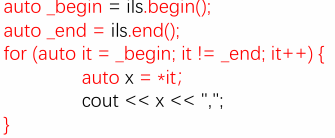 auto _begin = ils.begin();
auto _end = ils.end();
for (auto it = _begin; it != _end; it++) {
auto x = *it;
cout << x << ",";
}